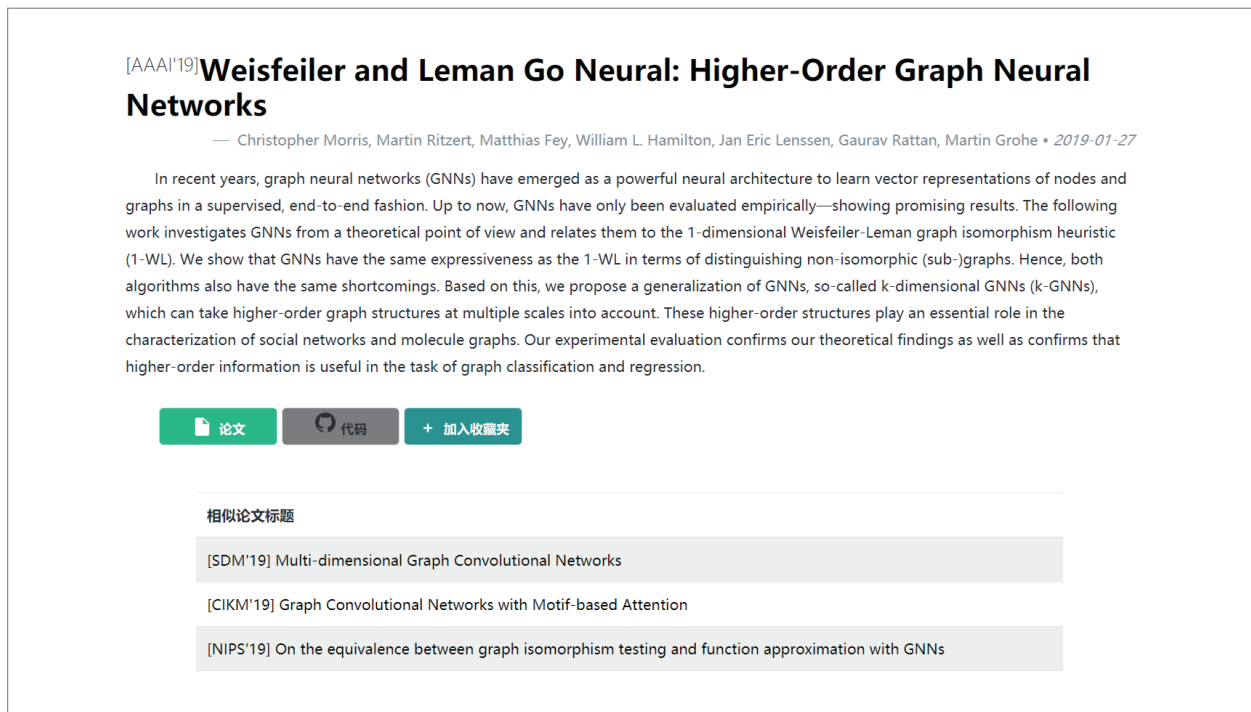 [AAAI'19]Weisfeiler and Leman Go Neural: Higher-Order Graph Neural
Networks
— Christopher Morris, Martin Ritzert, Matthias Fey, William L. Hamilton, Jan Eric Lenssen, Gaurav Rattan, Martin Grohe • 2019-01-27
In recent years, graph neural networks (GNNs) have emerged as a powerful neural architecture to learn vector representations of nodes and
graphs in a supervised, end-to-end fashion. Up to now, GNNs have only been evaluated empirically—showing promising results. The following
work investigates GNNs from a theoretical point of view and relates them to the 1-dimensional Weisfeiler-Leman graph isomorphism heuristic
(1-WL). We show that GNNs have the same expressiveness as the 1-WL in terms of distinguishing non-isomorphic (sub-)graphs. Hence, both
algorithms also have the same shortcomings. Based on this, we propose a generalization of GNNs, so-called k-dimensional GNNs (k-GNNs),
which can take higher-order graph structures at multiple scales into account. These higher-order structures play an essential role in the
characterization of social networks and molecule graphs. Our experimental evaluation confirms our theoretical findings as well as confirms that
higher-order information is useful in the task of graph classification and regression.
论文 代码 + 加入收藏夹
相似论文标题
[SDM'19] Multi-dimensional Graph Convolutional Networks
[CIKM'19] Graph Convolutional Networks with Motif-based Attention
[NIPS'19] On the equivalence between graph isomorphism testing and function approximation with GNNs